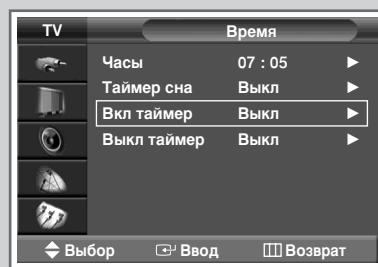 TV Время
Часы 07 : 05
Таймер сна Выкл
Вкл таймер Выкл
Выкл таймер Выкл
Выбор Ввод Возврат